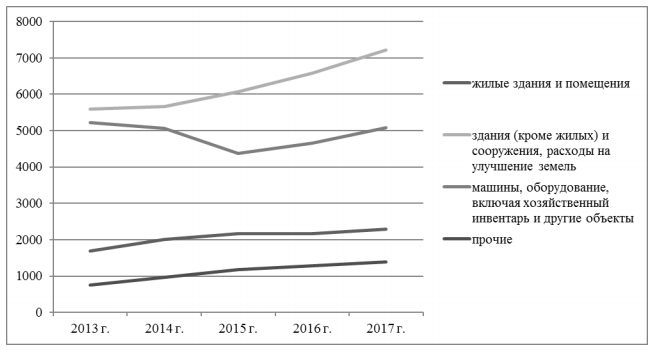 8000
7000
6000
5000
4000
3000
2000
1000
0
2013 г. 2014 г. 2015 г. 2016 г. 2017 г.
жилые здания и помещения
здания (кроме жилых) и
сооружения, расходы на
улучшение земель
машины, оборудование,
включая хозяйственный
инвентарь и другие объекты
прочие